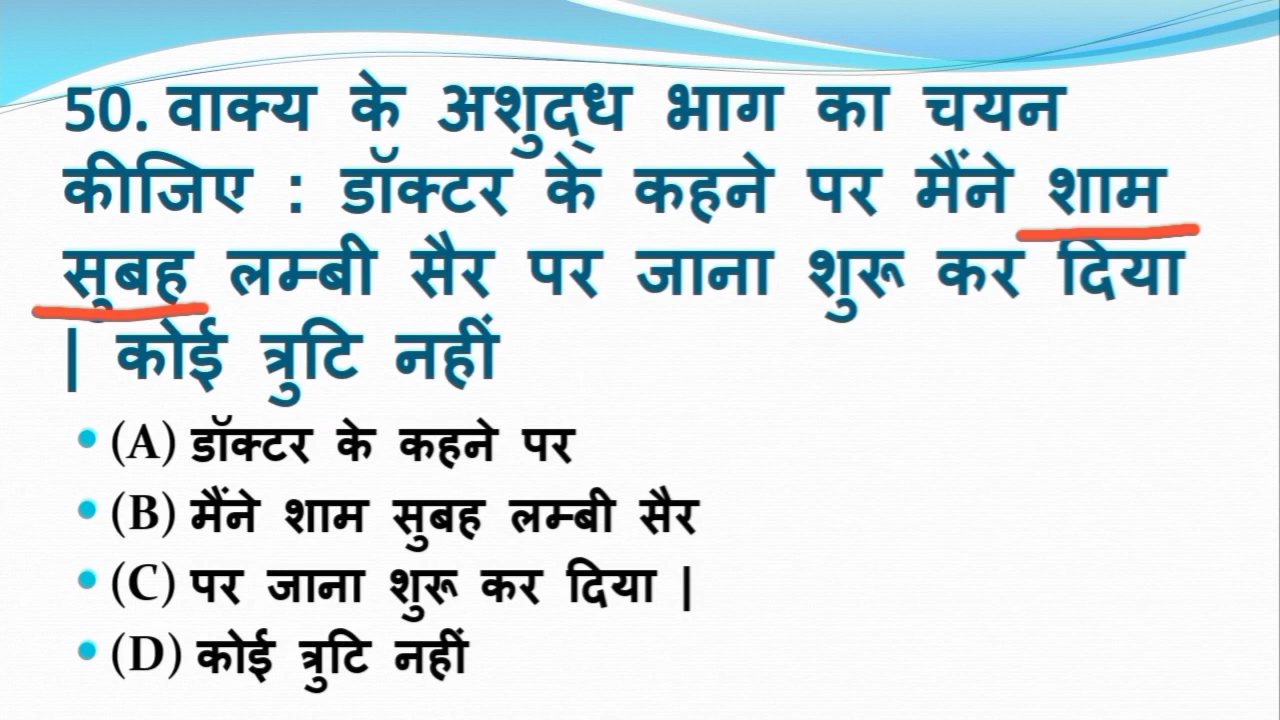 50. वाक्य के अशुद्ध भाग का चयन
कीजिए : डॉक्टर के कहने पर मैंने शाम
सुबह लम्बी सैर पर जाना शुरू कर दिया
| कोई त्रुटि नहीं
• (A) डॉक्टर के कहने पर
• (B) मैंने शाम सुबह लम्बी सैर
• (C) पर जाना शुरू कर दिया |
• (D) कोई त्रुटि नहीं